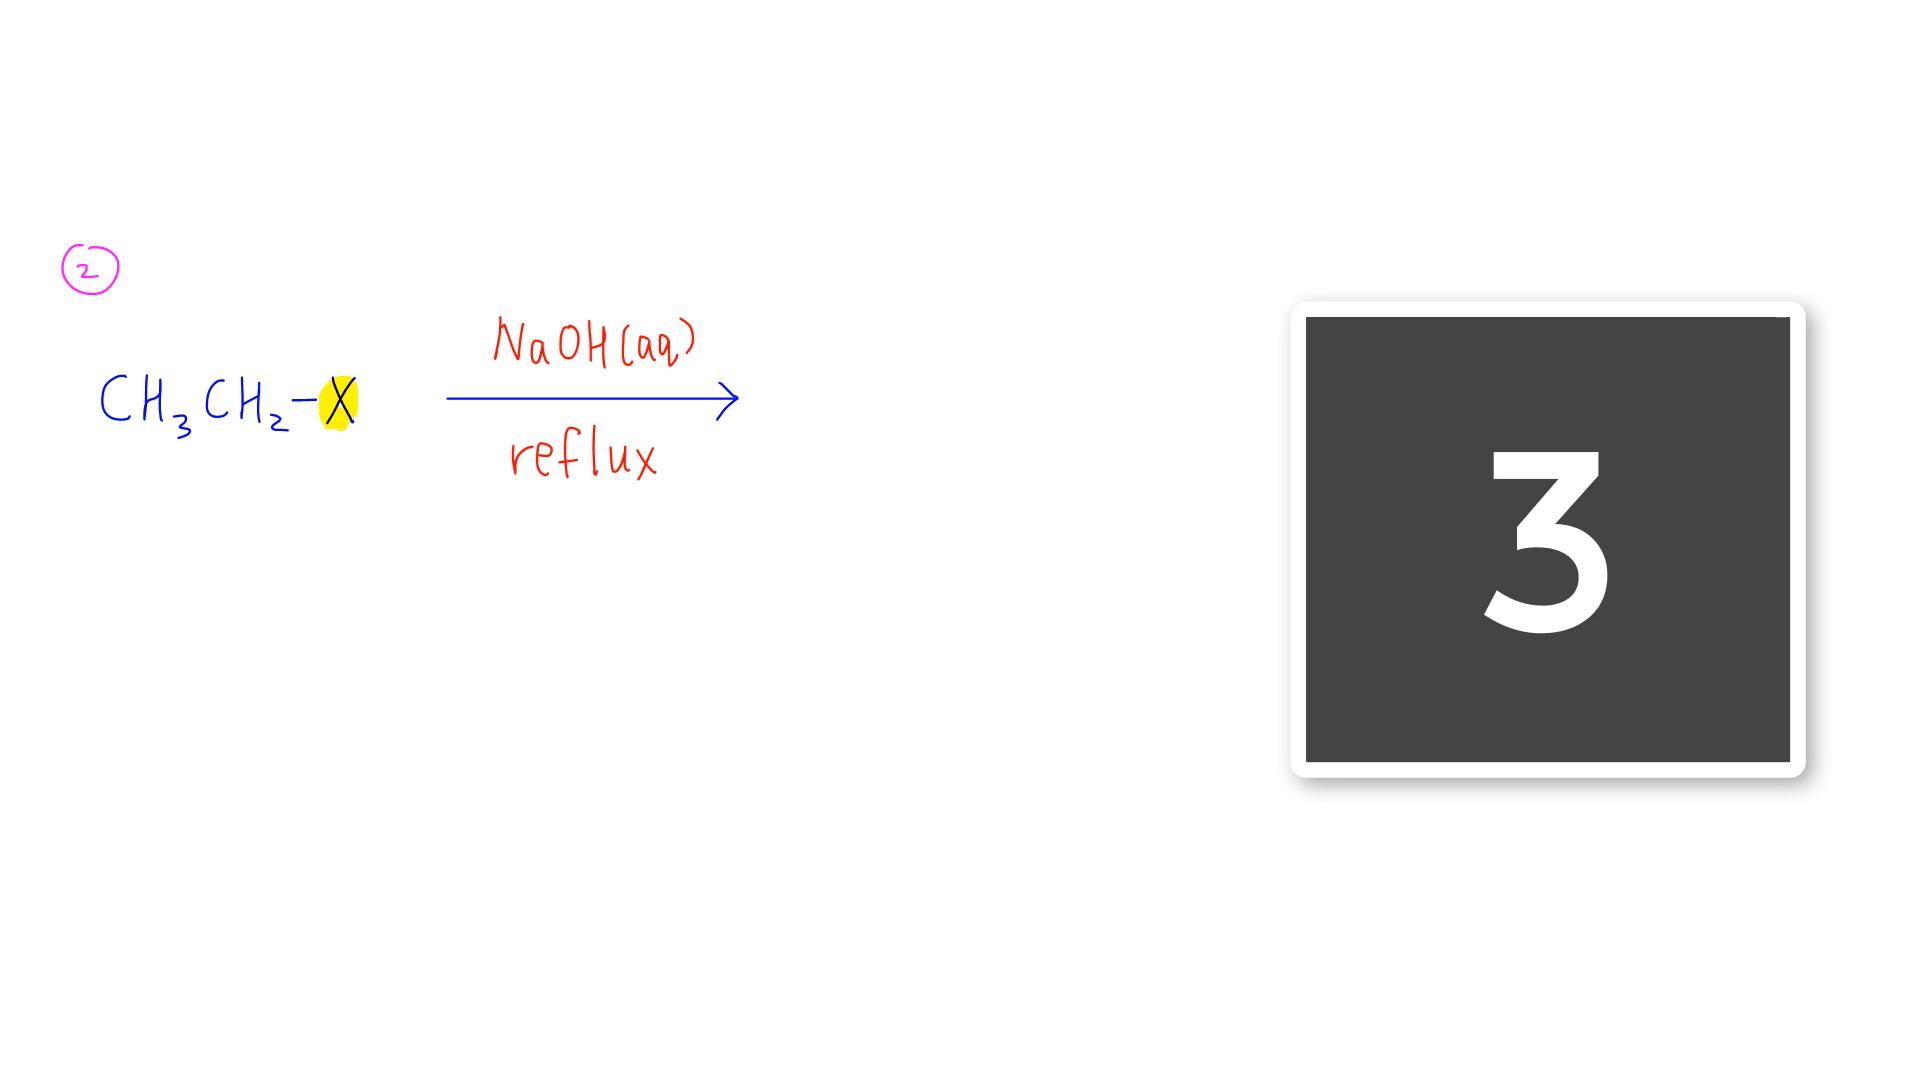 ②
NaOH(aq)
CH₃CH₂-X
reflux
3